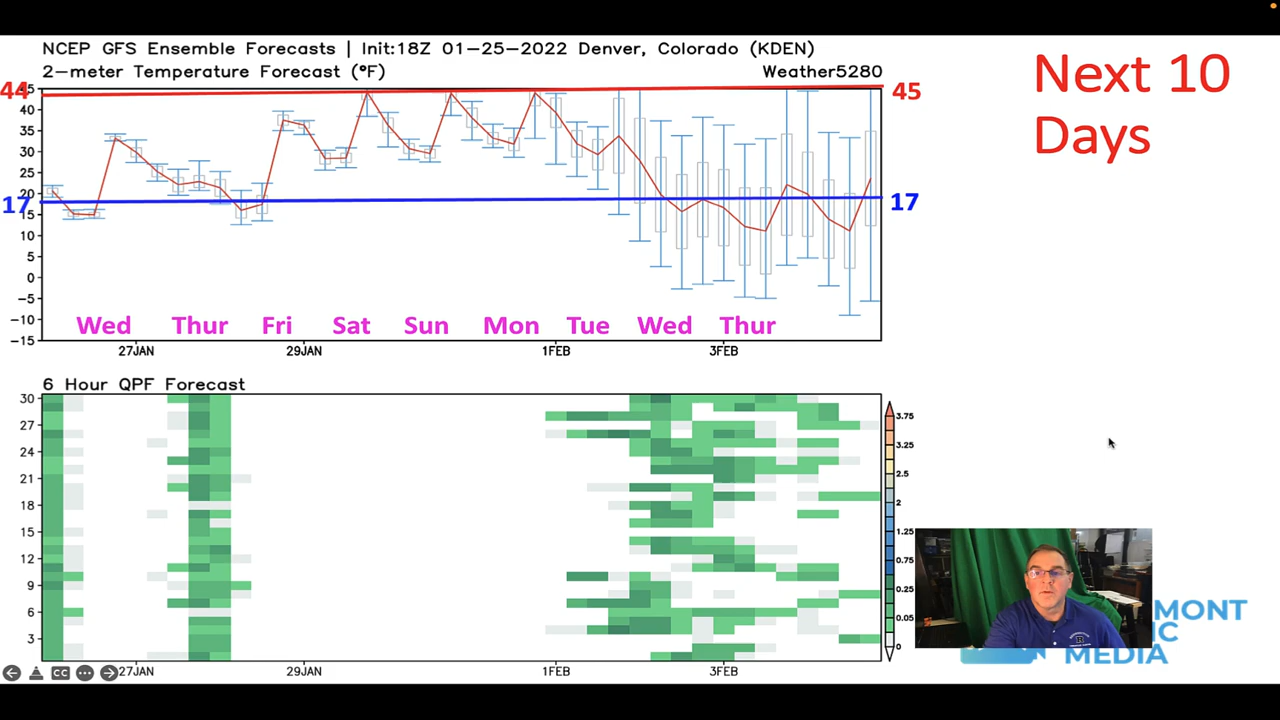 NCEP GFS Ensemble Forecasts | Init:18Z 01-25-2022 Denver, Colorado (KDEN)
2-meter Temperature Forecast (°F)
Weather5280
Next 10
Days
44
45
45
40
35
30
25
20
17
17
15
10
5
0
-5
-10
-15
Wed Thur Fri Sat Sun Mon Tue Wed Thur
27JAN 29JAN 1FEB 3FEB
6 Hour QPF Forecast
30
27
24
21
18
15
12
9
6
3
3.75
3.25
2.5
2
1.25
0.75
0.25
0.05
0
27JAN 29JAN 1FEB 3FEB
CC
MONT
IC
MEDIA